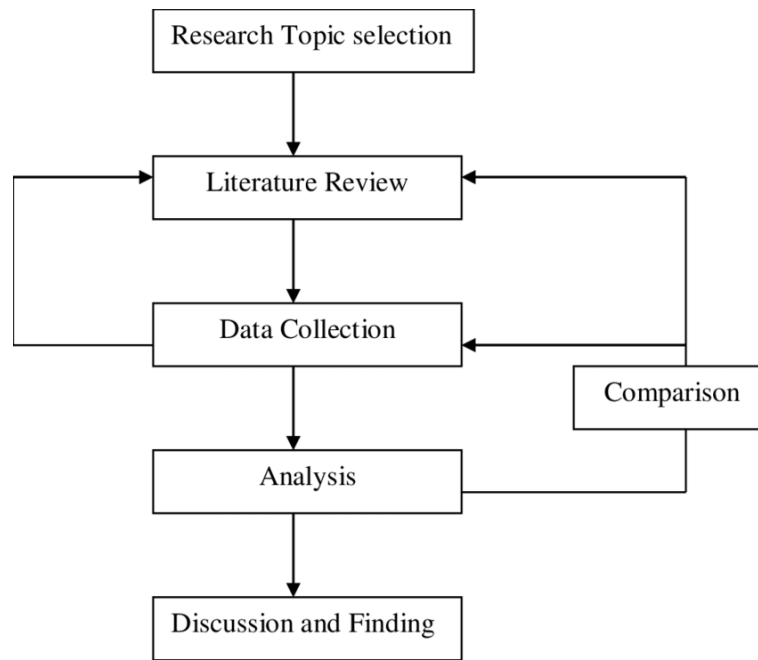 Research Topic selection
Literature Review
Data Collection
Comparison
Analysis
Discussion and Finding